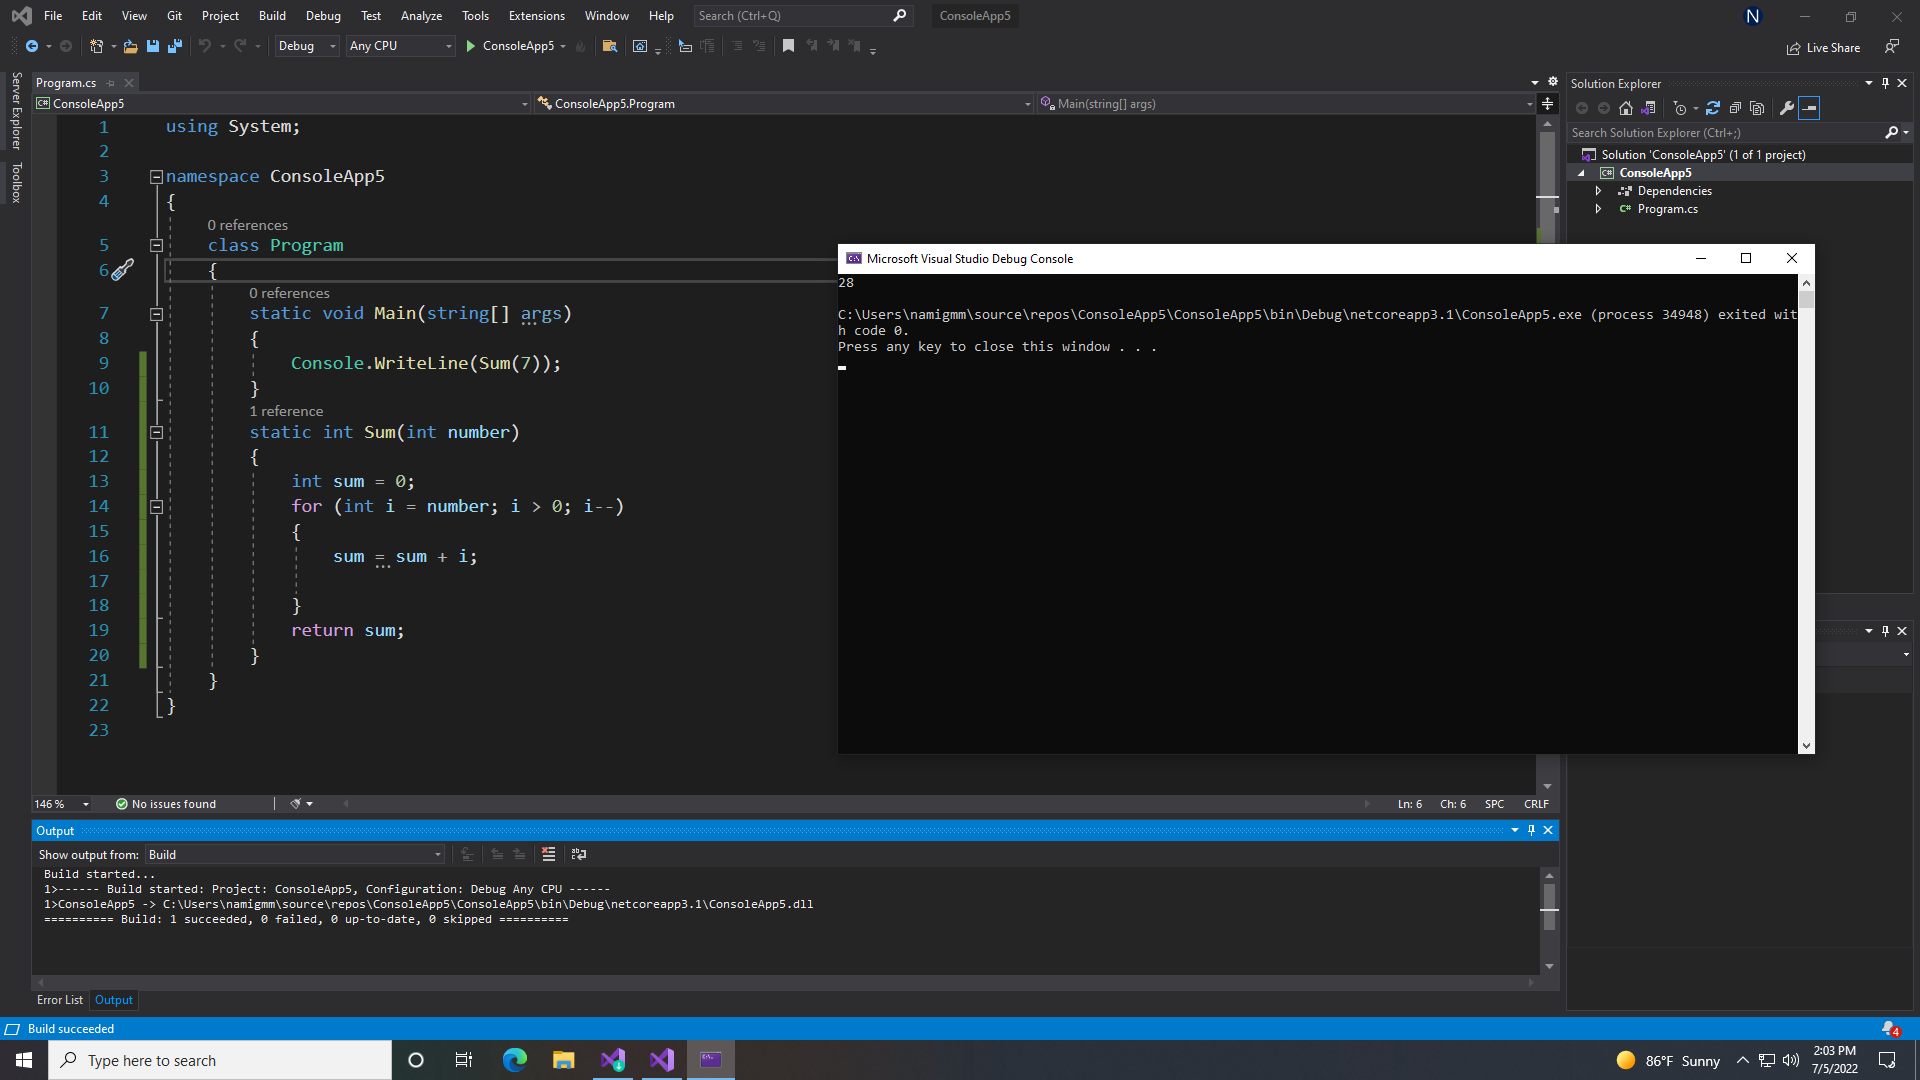 File Edit View Git Project Build Debug Test Analyze Tools Extensions Window Help Search (Ctrl+Q) ConsoleApp5 N
Debug Any CPU ConsoleApp5 Live Share
Server Explorer
Toolbox
Program.cs
ConsoleApp5 ConsoleApp5.Program Main(string[] args)
1 using System;
2
3 namespace ConsoleApp5
4 {
0 references
5 class Program
6 {
0 references
7 static void Main(string[] args)
8 {
9 Console.WriteLine(Sum(7));
10 }
1 reference
11 static int Sum(int number)
12 {
13 int sum = 0;
14 for (int i = number; i > 0; i--)
15 {
16 sum = sum + i;
17
18 }
19 return sum;
20 }
21 }
22 }
23
146 % No issues found Ln: 6 Ch: 6 SPC CRLF
Solution Explorer
Search Solution Explorer (Ctrl+;)
Solution 'ConsoleApp5' (1 of 1 project)
C# ConsoleApp5
Dependencies
C# Program.cs
Microsoft Visual Studio Debug Console
28
C:\Users\namigmm\source\repos\ConsoleApp5\ConsoleApp5\bin\Debug\netcoreapp3.1\ConsoleApp5.exe (process 34948) exited wit
h code 0.
Press any key to close this window . . .
Output
Show output from: Build
Build started...
1>------ Build started: Project: ConsoleApp5, Configuration: Debug Any CPU ------
1>ConsoleApp5 -> C:\Users\namigmm\source\repos\ConsoleApp5\ConsoleApp5\bin\Debug\netcoreapp3.1\ConsoleApp5.dll
========== Build: 1 succeeded, 0 failed, 0 up-to-date, 0 skipped ==========
Error List Output
Build succeeded 4
Type here to search 86°F Sunny 2:03 PM
7/5/2022